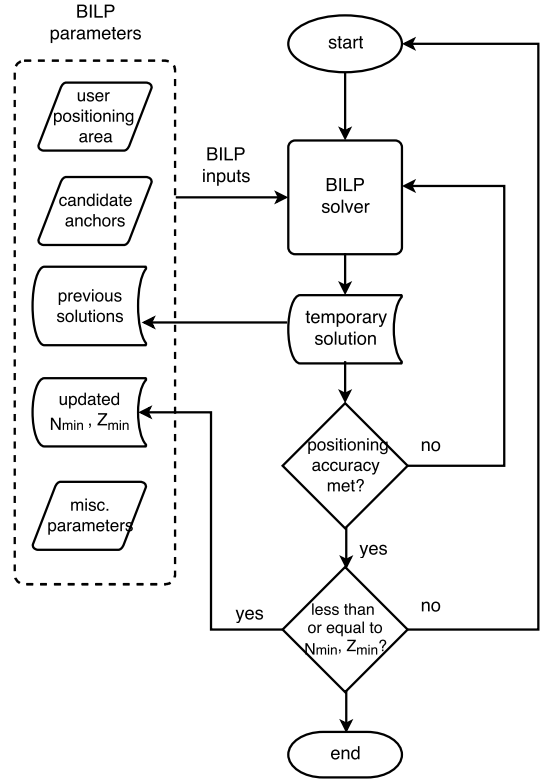 BILP
parameters
start
user
positioning
area
BILP
inputs
BILP
solver
candidate
anchors
previous
solutions
temporary
solution
updated
Nmin , Zmin
positioning
accuracy
met?
no
yes
misc.
parameters
less than
or equal to
Nmin, Zmin?
yes
no
end